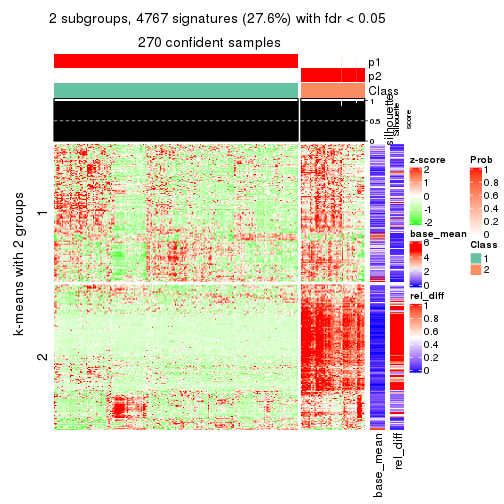 2 subgroups, 4767 signatures (27.6%) with fdr < 0.05
270 confident samples
p1
p2
Class
1
0.5
0
silhouette
Silhouette
score
k-means with 2 groups
1
2
base_mean
rel_diff
z-score
2
1
0
-1
-2
base_mean
6
4
2
0
rel_diff
1
0.8
0.6
0.4
0.2
0
Prob
1
0.8
0.6
0.4
0.2
0
Class
1
2